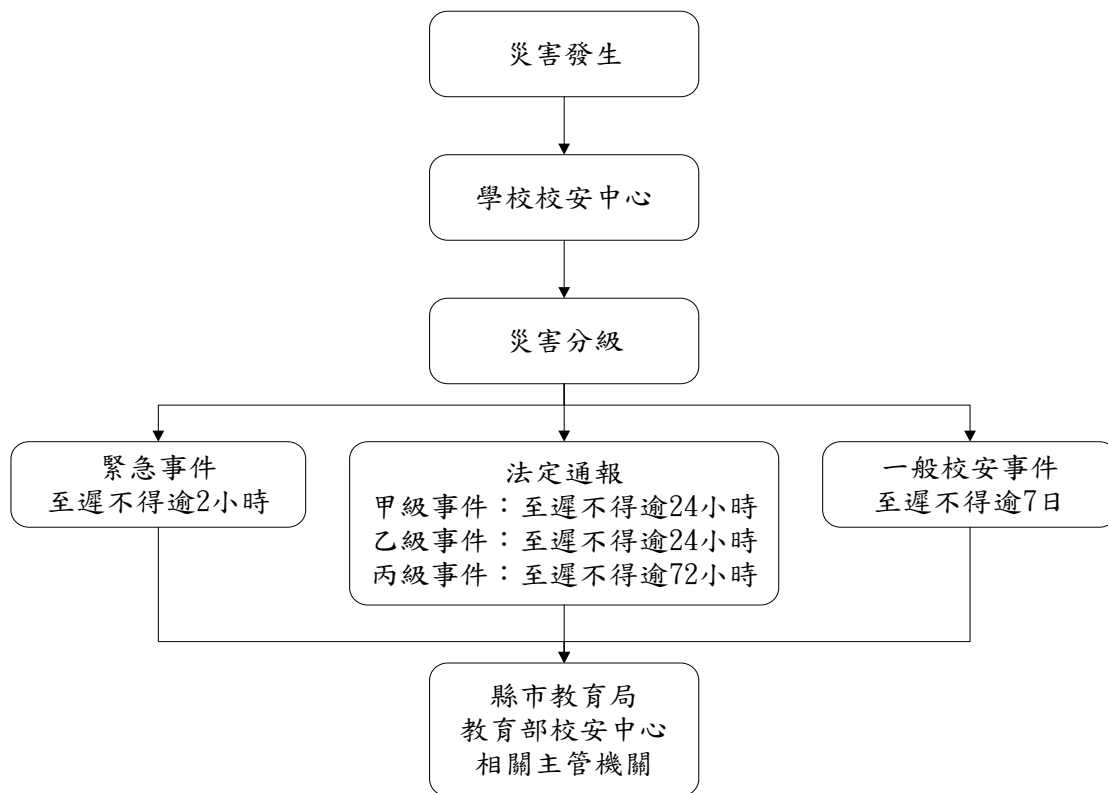 災害發生
學校校安中心
災害分級
緊急事件
至遲不得逾2小時
法定通報
甲級事件：至遲不得逾24小時
乙級事件：至遲不得逾24小時
丙級事件：至遲不得逾72小時
一般校安事件
至遲不得逾7日
縣市教育局
教育部校安中心
相關主管機關